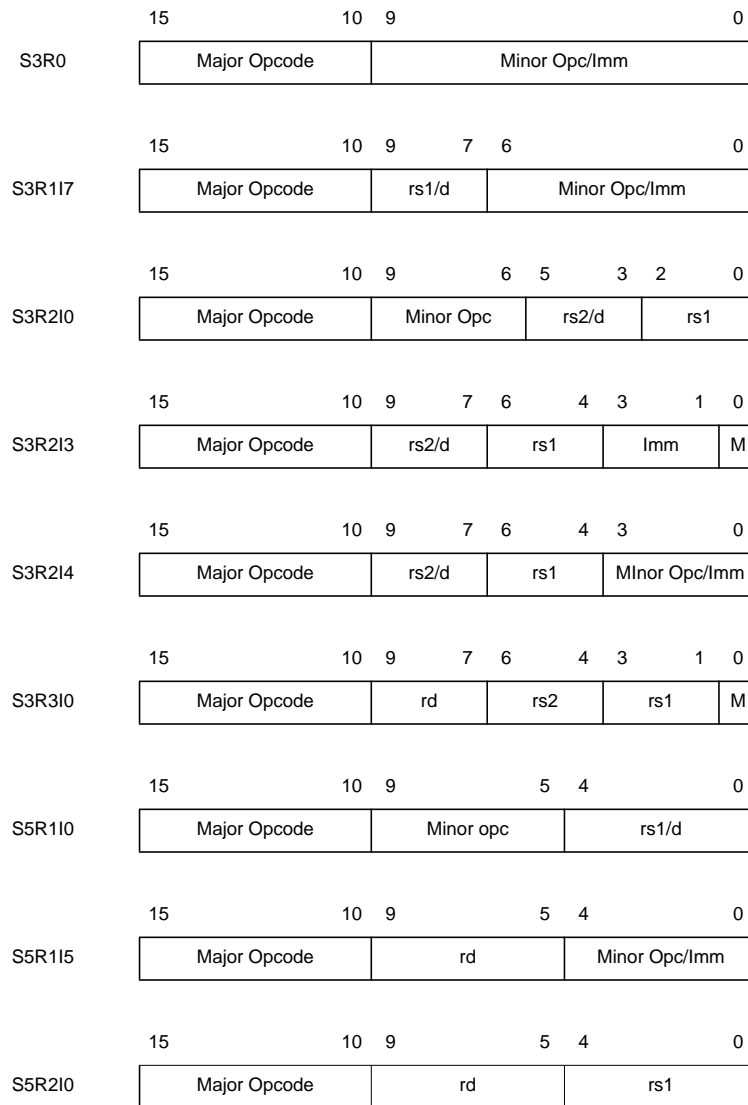 15 10 9 0
S3R0 Major Opcode Minor Opc/Imm
15 10 9 7 6 0
S3R1I7 Major Opcode rs1/d Minor Opc/Imm
15 10 9 6 5 3 2 0
S3R2I0 Major Opcode Minor Opc rs2/d rs1
15 10 9 7 6 4 3 1 0
S3R2I3 Major Opcode rs2/d rs1 Imm M
15 10 9 7 6 4 3 0
S3R2I4 Major Opcode rs2/d rs1 MInor Opc/Imm
15 10 9 7 6 4 3 1 0
S3R3I0 Major Opcode rd rs2 rs1 M
15 10 9 5 4 0
S5R1I0 Major Opcode Minor opc rs1/d
15 10 9 5 4 0
S5R1I5 Major Opcode rd Minor Opc/Imm
15 10 9 5 4 0
S5R2I0 Major Opcode rd rs1